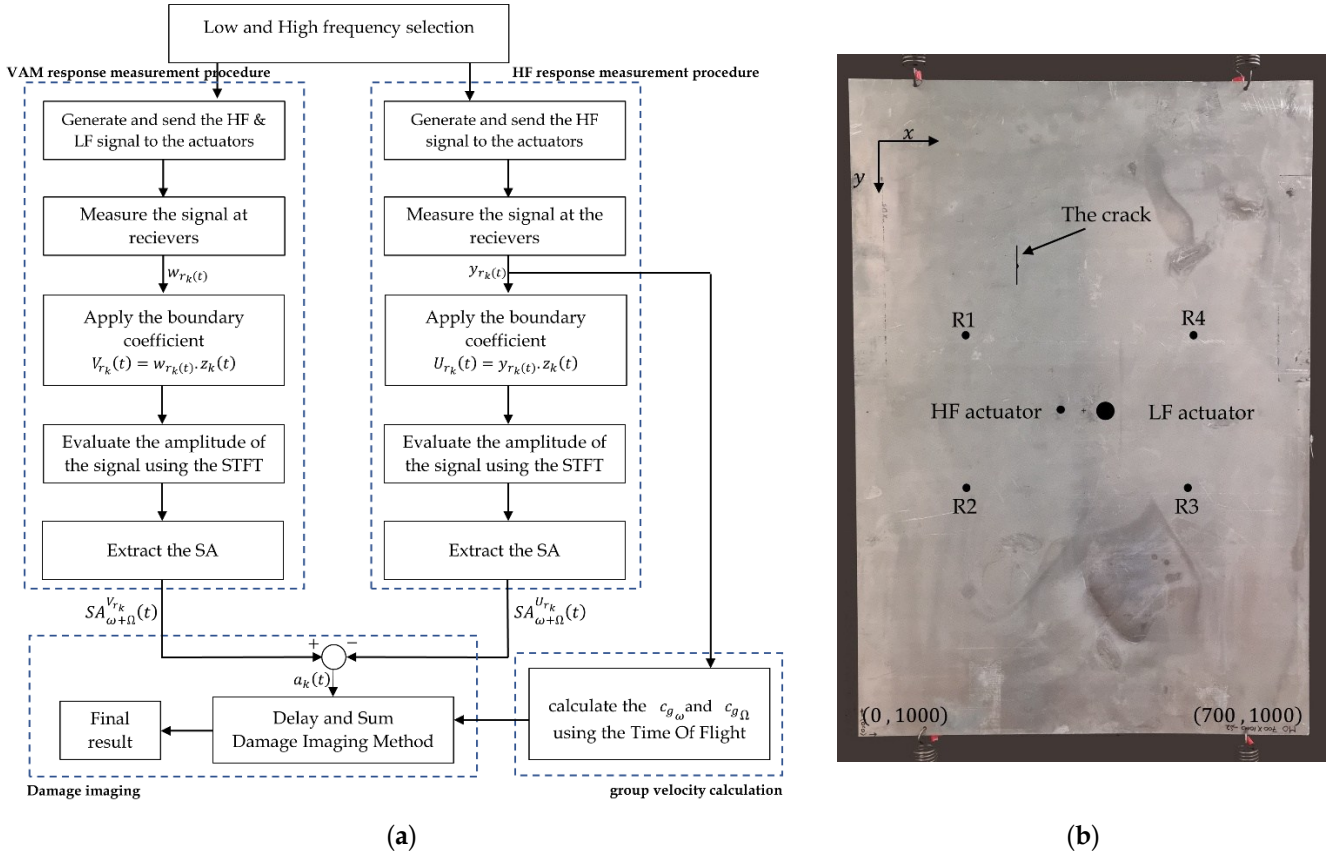 Low and High frequency selection
VAM response measurement procedure
HF response measurement procedure
Generate and send the HF &
LF signal to the actuators
Generate and send the HF
signal to the actuators
Measure the signal at
recievers
Measure the signal at the
recievers
w_{r_k(t)}
y_{r_k(t)}
Apply the boundary
coefficient
V_{r_k}(t) = w_{r_k(t)}.z_k(t)
Apply the boundary
coefficient
U_{r_k}(t) = y_{r_k(t)}.z_k(t)
Evaluate the amplitude of
the signal using the STFT
Evaluate the amplitude of
the signal using the STFT
Extract the SA
Extract the SA
SA^{V_{r_k}}_{ω+Ω}(t)
SA^{U_{r_k}}_{ω+Ω}(t)
+ −
a_k(t)
Final
result
Delay and Sum
Damage Imaging Method
calculate the c_{g_ω} and c_{g_Ω}
using the Time Of Flight
Damage imaging
group velocity calculation
(a)
x
y
The crack
R1
R4
HF actuator
LF actuator
R2
R3
(0 , 1000)
(700 , 1000)
(b)